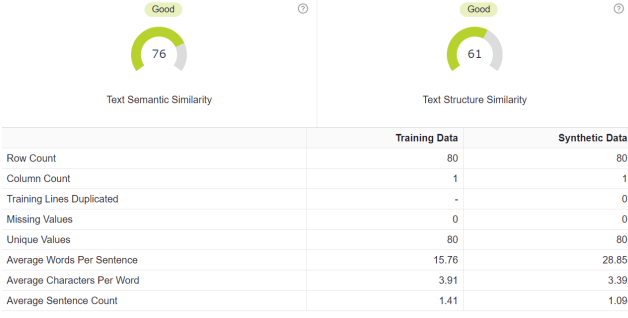 Good Good
76 61
Text Semantic Similarity Text Structure Similarity
Training Data Synthetic Data
Row Count 80 80
Column Count 1 1
Training Lines Duplicated - 0
Missing Values 0 0
Unique Values 80 80
Average Words Per Sentence 15.76 28.85
Average Characters Per Word 3.91 3.39
Average Sentence Count 1.41 1.09